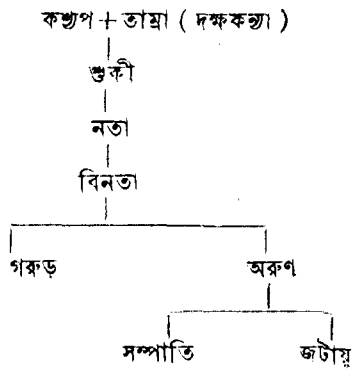 কশ্যপ + তাম্রা ( দক্ষকন্যা )
শুকী
নতা
বিনতা
গরুড় অরুণ
সম্পাতি জটায়ু